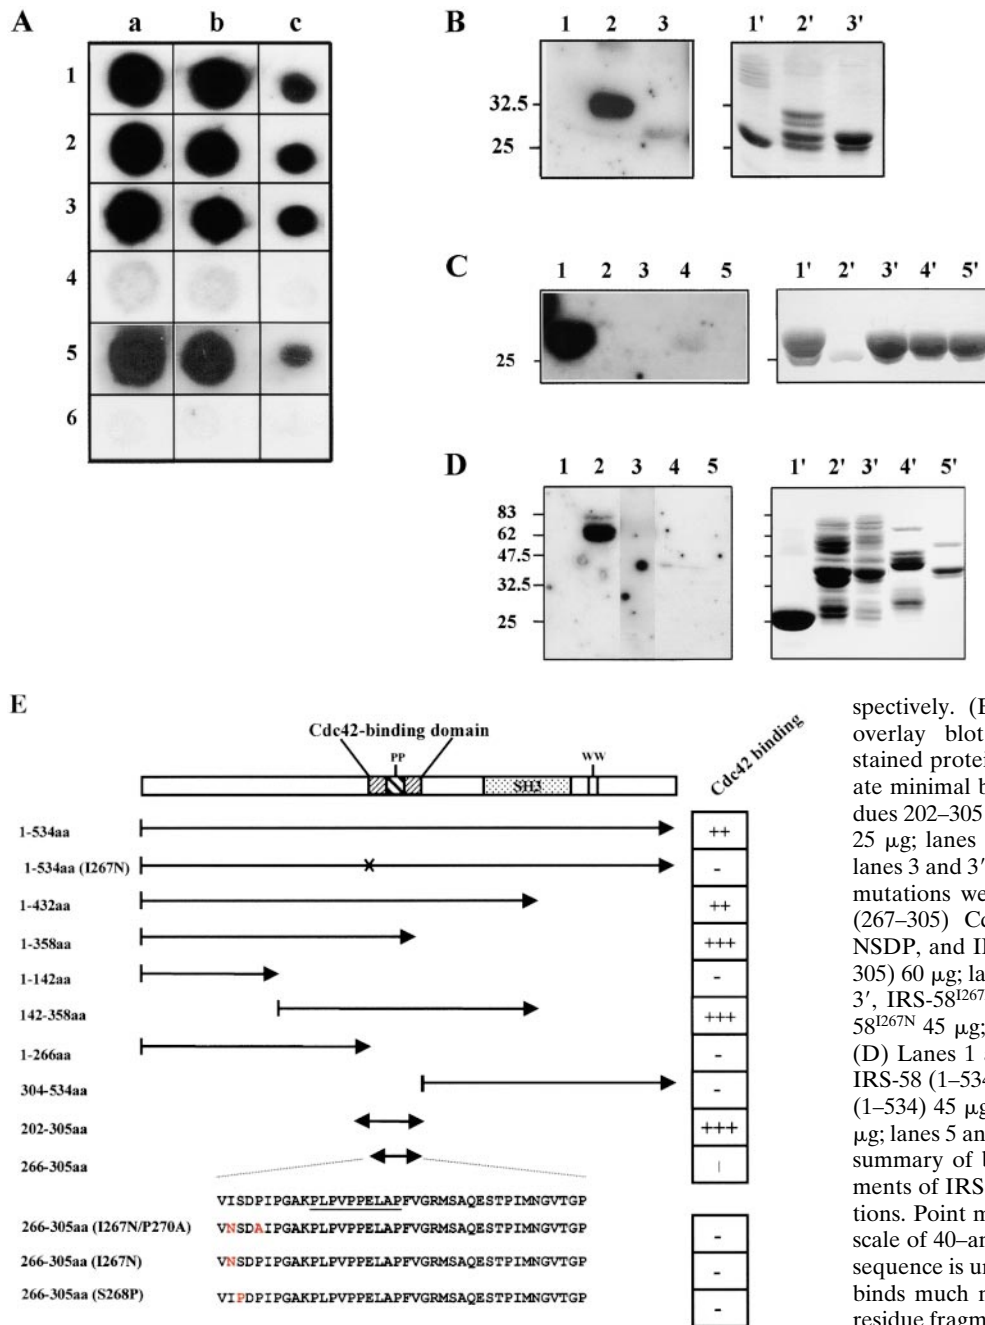 A
a b c
1
2
3
4
5
6
B
1 2 3 1' 2' 3'
32.5
25
C
1 2 3 4 5 1' 2' 3' 4' 5'
25
D
1 2 3 4 5 1' 2' 3' 4' 5'
83
62
47.5
32.5
25
E
Cdc42-binding domain
PP
SH3
WW
Cdc42 binding
1-534aa ++
1-534aa (I267N) x -
1-432aa ++
1-358aa +++
1-142aa -
142-358aa +++
1-266aa -
304-534aa -
202-305aa +++
266-305aa |
VISDPIPGAKPLPVPPELAPFVGRMSAQESTPIMNGVTGP
266-305aa (I267N/P270A) VNSDAIPGAKPLPVPPELAPFVGRMSAQESTPIMNGVTGP -
266-305aa (I267N) VNSDPIPGAKPLPVPPELAPFVGRMSAQESTPIMNGVTGP -
266-305aa (S268P) VIPDPIPGAKPLPVPPELAPFVGRMSAQESTPIMNGVTGP -
spectively. (
overlay blot
stained protei
ate minimal b
dues 202–305
25 µg; lanes
lanes 3 and 3′
mutations we
(267–305) Cd
NSDP, and II
305) 60 µg; la
3′, IRS-58I267
58I267N 45 µg;
(D) Lanes 1
IRS-58 (1–534
(1–534) 45 µg
µg; lanes 5 an
summary of b
ments of IRS
tions. Point m
scale of 40–ar
sequence is ur
binds much r
residue fragm